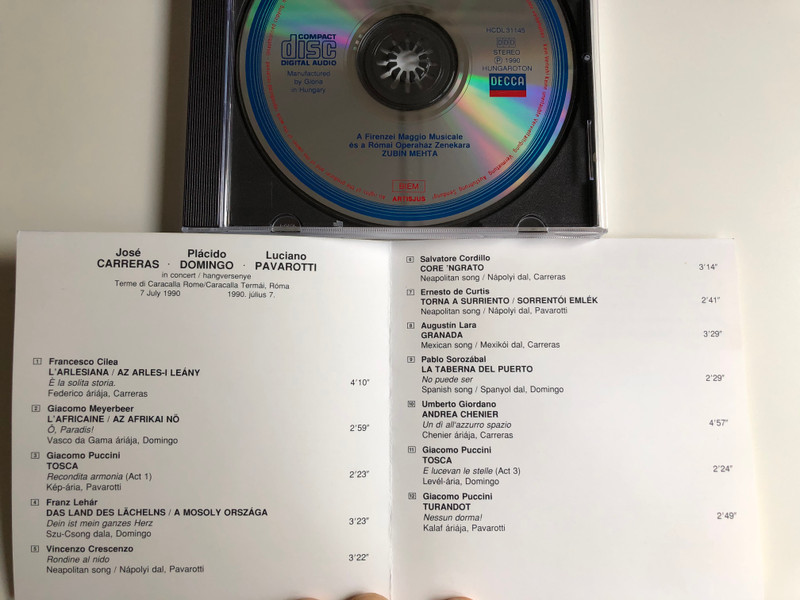 COMPACT
disc
DIGITAL AUDIO
Manufactured
by Glória
in Hungary
HCDL 31145
DDD
STEREO
Ⓟ 1990
HUNGAROTON
DECCA
A Firenzei Maggio Musicale
és a Római Operaház Zenekara
ZUBIN MEHTA
BIEM
ARTISJUS
José Plácido Luciano
CARRERAS · DOMINGO · PAVAROTTI
in concert / hangversenye
Terme di Caracalla Rome/Caracalla Termái, Róma
7 July 1990 1990. július 7.
1 Francesco Cilea
L'ARLESIANA / AZ ARLES-I LEÁNY
È la solita storia. 4'10"
Federico áriája, Carreras
2 Giacomo Meyerbeer
L'AFRICAINE / AZ AFRIKAI NŐ
Ó, Paradis! 2'59"
Vasco da Gama áriája, Domingo
3 Giacomo Puccini
TOSCA
Recondita armonia (Act 1) 2'23"
Kép-ária, Pavarotti
4 Franz Lehár
DAS LAND DES LÄCHELNS / A MOSOLY ORSZÁGA
Dein ist mein ganzes Herz 3'23"
Szu-Csong dala, Domingo
5 Vincenzo Crescenzo
Rondine al nido 3'22"
Neapolitan song / Nápolyi dal, Pavarotti
6 Salvatore Cordillo
CORE 'NGRATO 3'14"
Neapolitan song / Nápolyi dal, Carreras
7 Ernesto de Curtis
TORNA A SURRIENTO / SORRENTÓI EMLÉK 2'41"
Neapolitan song / Nápolyi dal, Pavarotti
8 Augustín Lara
GRANADA 3'29"
Mexican song / Mexikói dal, Carreras
9 Pablo Sorozábal
LA TABERNA DEL PUERTO
No puede ser 2'29"
Spanish song / Spanyol dal, Domingo
10 Umberto Giordano
ANDREA CHENIER
Un dì all'azzurro spazio 4'57"
Chenier áriája, Carreras
11 Giacomo Puccini
TOSCA
E lucevan le stelle (Act 3) 2'24"
Levél-ária, Domingo
12 Giacomo Puccini
TURANDOT
Nessun dorma! 2'49"
Kalaf áriája, Pavarotti